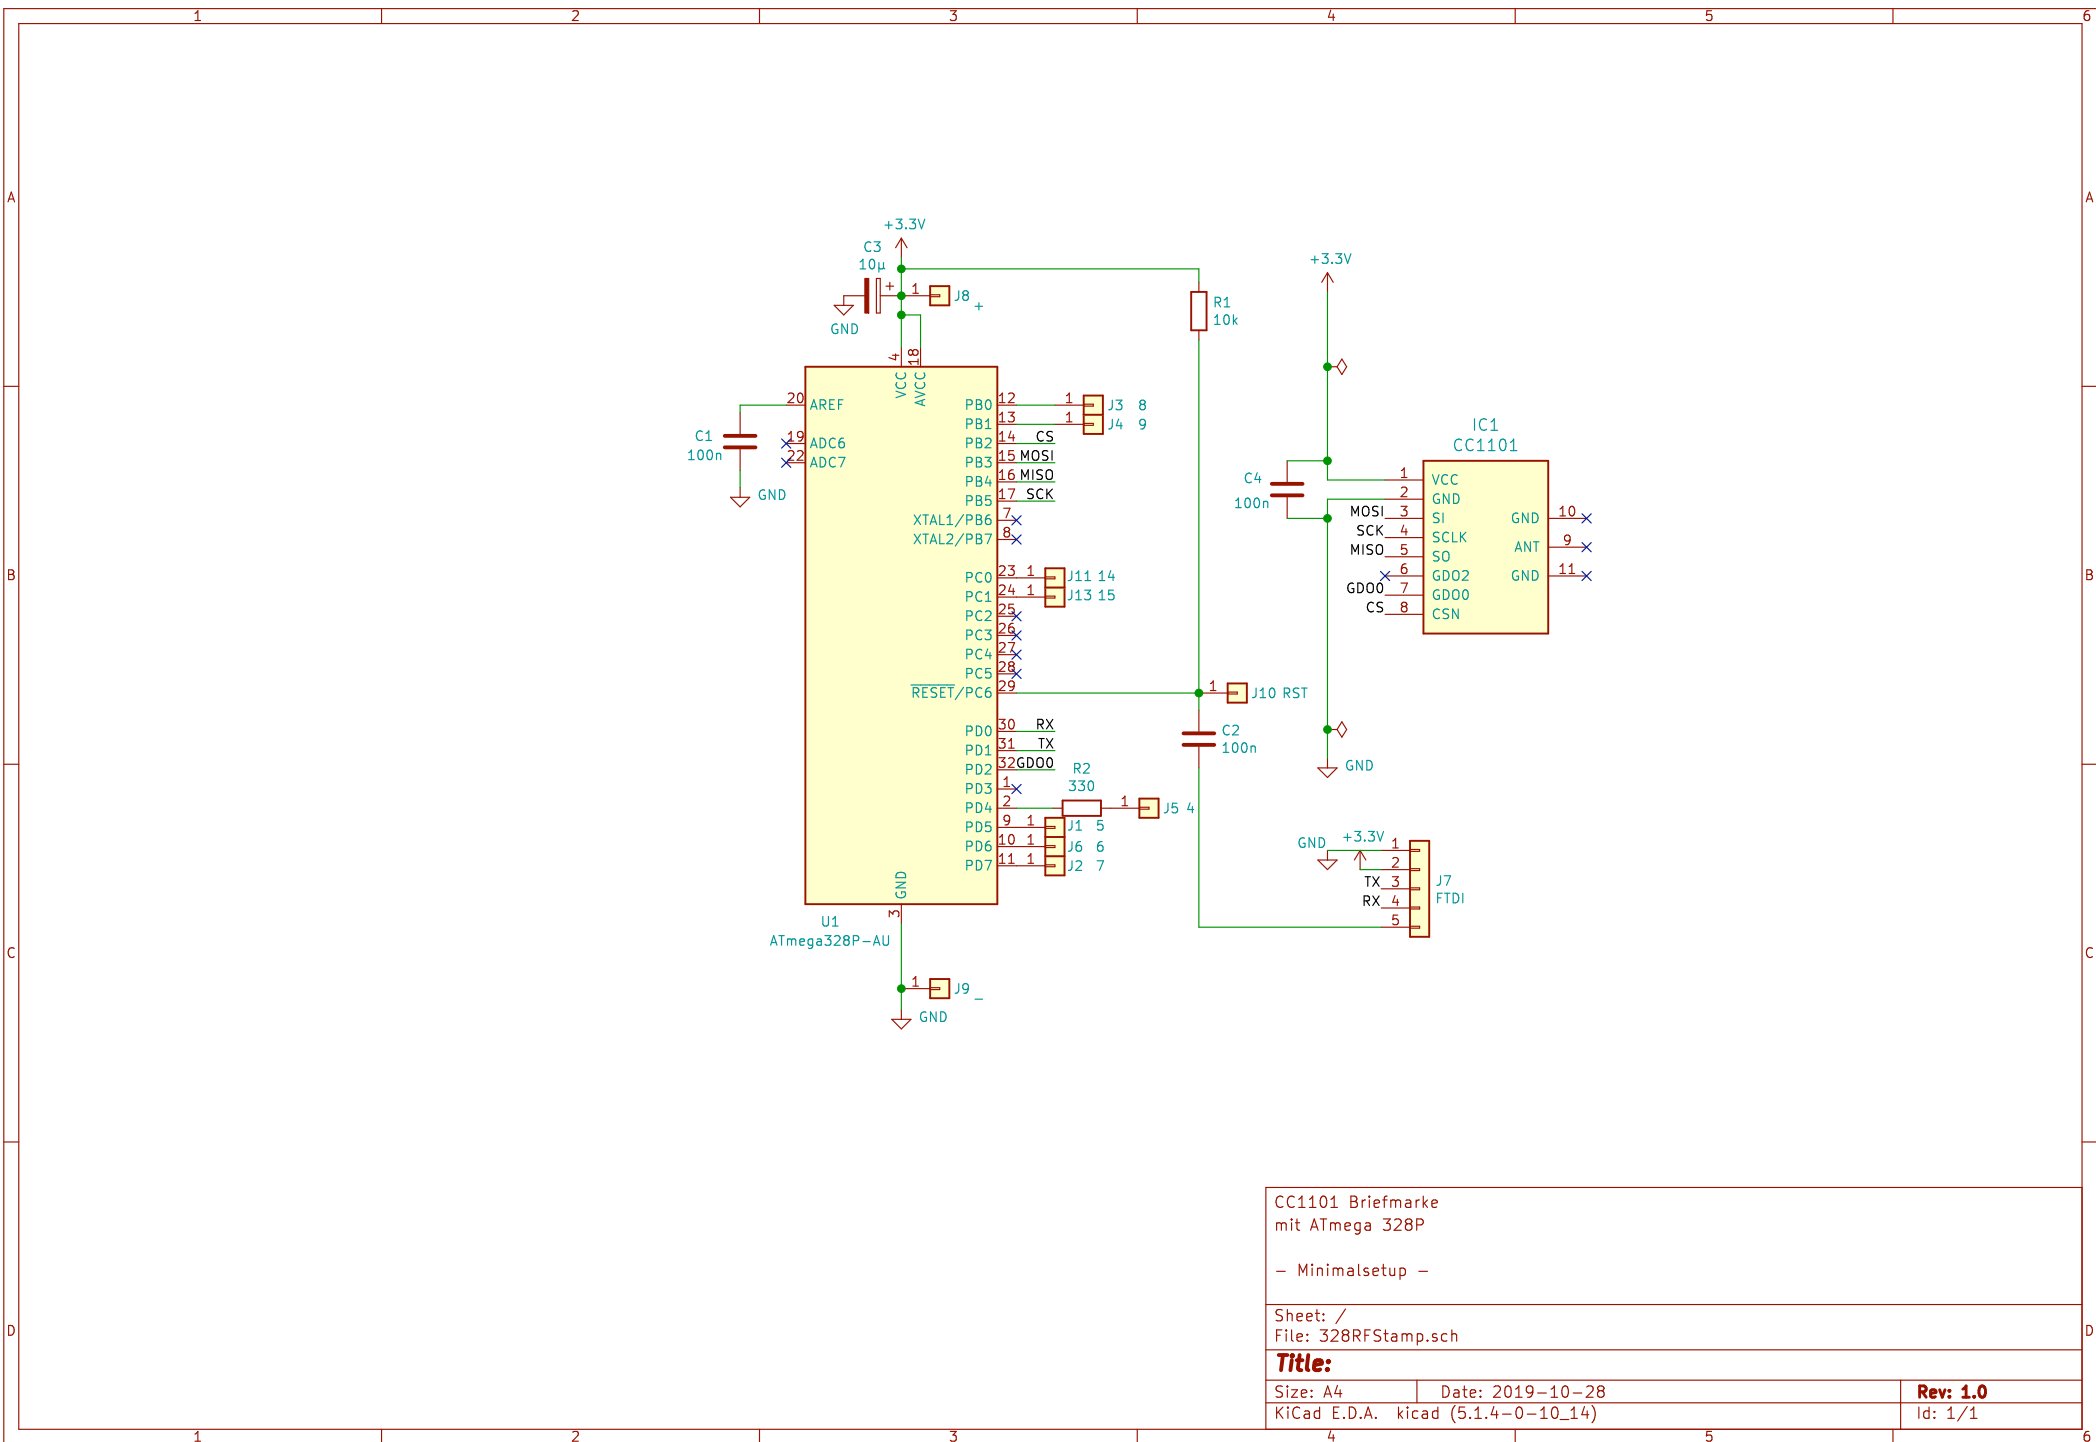 1 2 3 4 5 6
A A
B B
C C
D D
1 2 3 4 5 6
+3.3V
C3
10µ
+
GND
1 J8 +
R1
10k
4 VCC
18 AVCC
20 AREF
19 ADC6
22 ADC7
C1
100n
GND
PB0 12 1 J3 8
PB1 13 1 J4 9
PB2 14 CS
PB3 15 MOSI
PB4 16 MISO
PB5 17 SCK
XTAL1/PB6 7
XTAL2/PB7 8
PC0 23 1 J11 14
PC1 24 1 J13 15
PC2 25
PC3 26
PC4 27
PC5 28
RESET/PC6 29
1 J10 RST
PD0 30 RX
PD1 31 TX
PD2 32 GDO0
PD3 1
PD4 2
R2
330
1 J5 4
PD5 9 1 J1 5
PD6 10 1 J6 6
PD7 11 1 J2 7
GND
3
U1
ATmega328P-AU
1 J9 -
GND
C2
100n
+3.3V
C4
100n
IC1
CC1101
1 VCC
2 GND
MOSI 3 SI
SCK 4 SCLK
MISO 5 SO
6 GDO2
GDO0 7 GDO0
CS 8 CSN
GND 10
ANT 9
GND 11
GND
GND +3.3V 1
2
TX 3
RX 4
5
J7
FTDI
CC1101 Briefmarke
mit ATmega 328P
- Minimalsetup -
Sheet: /
File: 328RFStamp.sch
Title:
Size: A4 Date: 2019-10-28 Rev: 1.0
KiCad E.D.A. kicad (5.1.4-0-10_14) Id: 1/1